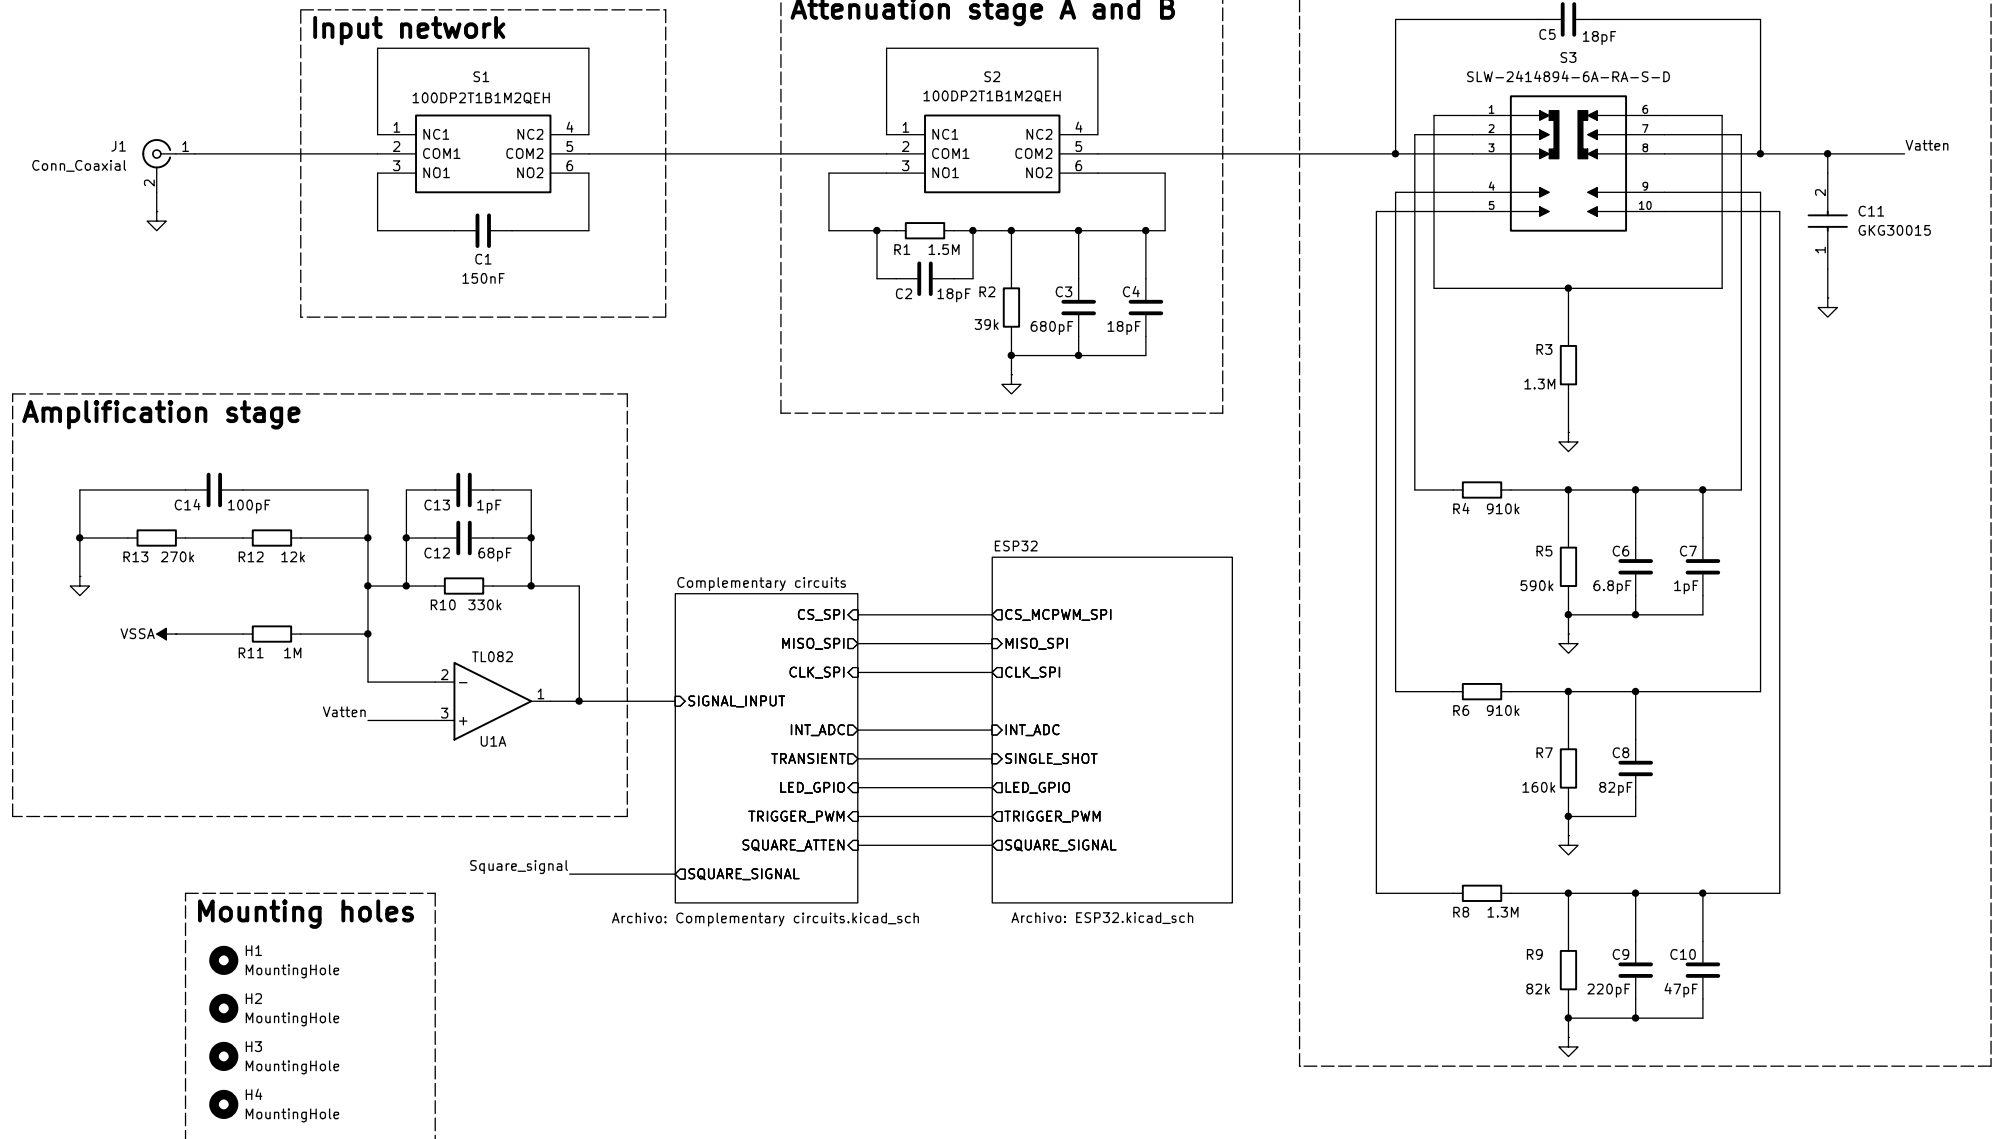 Input network
S1
100DP2T1B1M2QEH
1 NC1 NC2 4
2 COM1 COM2 5
3 NO1 NO2 6
C1
150nF
J1
Conn_Coaxial
1
2
Attenuation stage A and B
S2
100DP2T1B1M2QEH
1 NC1 NC2 4
2 COM1 COM2 5
3 NO1 NO2 6
R1 1.5M
C2 18pF
R2
39k
C3
680pF
C4
18pF
C5 18pF
S3
SLW-2414894-6A-RA-S-D
1 6
2 7
3 8
4 9
5 10
Vatten
2
C11
GKG30015
1
R3
1.3M
R4 910k
R5
590k
C6
6.8pF
C7
1pF
R6 910k
R7
160k
C8
82pF
R8 1.3M
R9
82k
C9
220pF
C10
47pF
Amplification stage
C14 100pF
R13 270k
R12 12k
C13 1pF
C12 68pF
R10 330k
VSSA
R11 1M
TL082
2 -
1
Vatten
3 +
U1A
Complementary circuits
CS_SPI
MISO_SPI
CLK_SPI
SIGNAL_INPUT
INT_ADC
TRANSIENT
LED_GPIO
TRIGGER_PWM
SQUARE_ATTEN
Square_signal
SQUARE_SIGNAL
Archivo: Complementary circuits.kicad_sch
ESP32
CS_MCPWM_SPI
MISO_SPI
CLK_SPI
INT_ADC
SINGLE_SHOT
LED_GPIO
TRIGGER_PWM
SQUARE_SIGNAL
Archivo: ESP32.kicad_sch
Mounting holes
H1
MountingHole
H2
MountingHole
H3
MountingHole
H4
MountingHole